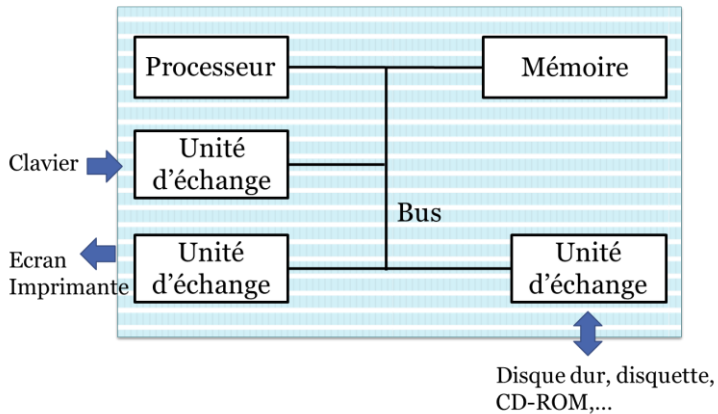 Processeur
Mémoire
Clavier
Unité
d'échange
Bus
Ecran
Imprimante
Unité
d'échange
Unité
d'échange
Disque dur, disquette,
CD-ROM,...